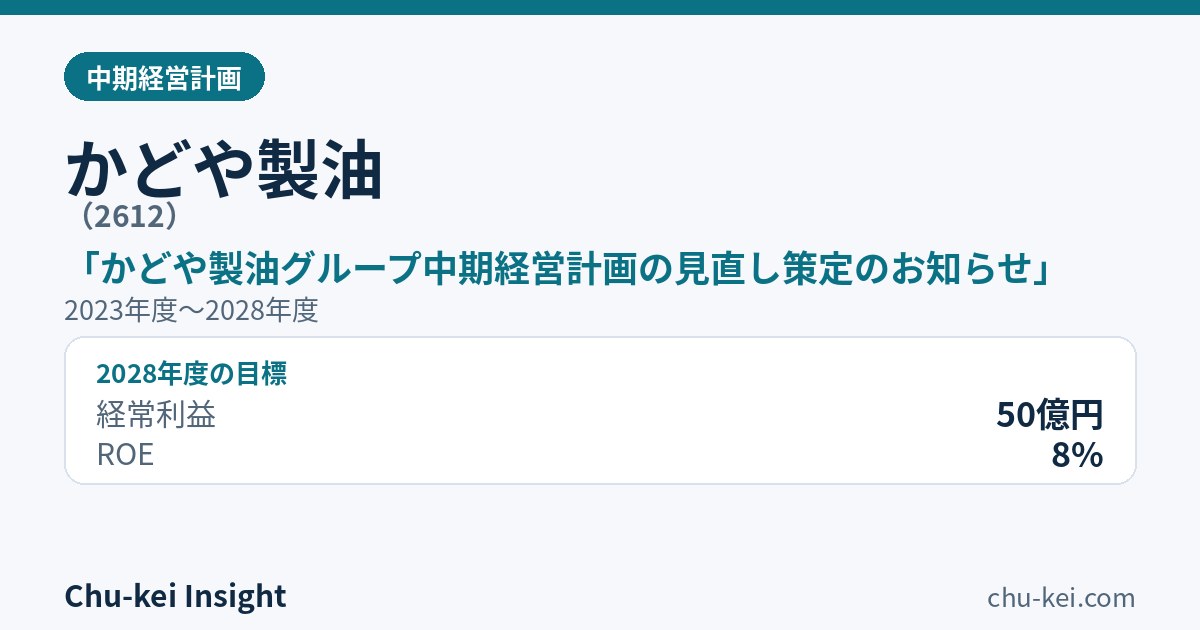 中期経営計画
かどや製油
（2612）
「かどや製油グループ中期経営計画の見直し策定のお知らせ」
2023年度〜2028年度
2028年度の目標
経常利益 50億円
ROE 8%
Chu-kei Insight chu-kei.com